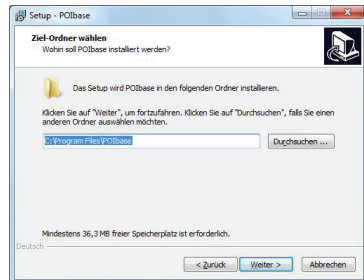 Setup - POIbase
Ziel-Ordner wählen
Wohin soll POIbase installiert werden?
Das Setup wird POIbase in den folgenden Ordner installieren.
Klicken Sie auf "Weiter", um fortzufahren. Klicken Sie auf "Durchsuchen", falls Sie einen
anderen Ordner auswählen möchten.
C:\Program Files\POIbase
Durchsuchen ...
Mindestens 36,3 MB freier Speicherplatz ist erforderlich.
Deutsch
< Zurück
Weiter >
Abbrechen